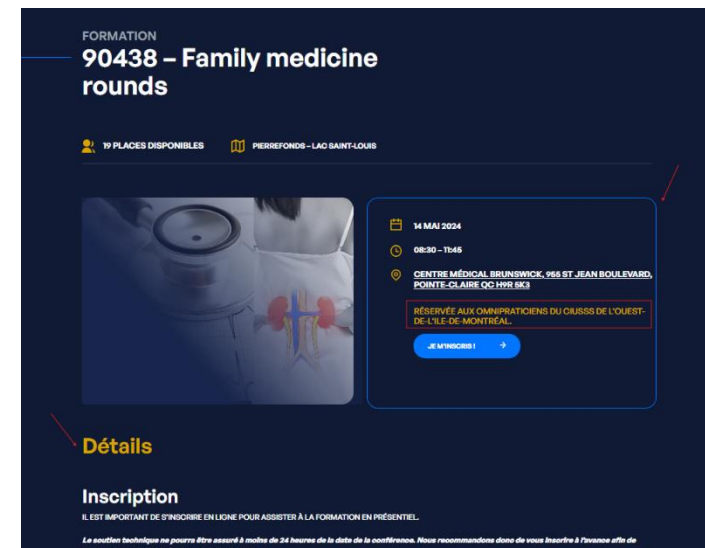 FORMATION
90438 – Family medicine
rounds
19 PLACES DISPONIBLES
PIERREFONDS – LAC SAINT-LOUIS
14 MAI 2024
08:30 – 11:45
CENTRE MÉDICAL BRUNSWICK, 955 ST JEAN BOULEVARD,
POINTE-CLAIRE QC H9R 5K3
RÉSERVÉE AUX OMNIPRATICIENS DU CIUSSS DE L'OUEST-
DE-L'ILE-DE-MONTRÉAL.
JE M'INSCRIS !
Détails
Inscription
IL EST IMPORTANT DE S'INSCRIRE EN LIGNE POUR ASSISTER À LA FORMATION EN PRÉSENTIEL.
Le soutien technique ne pourra être assuré à moins de 24 heures de la date de la conférence. Nous recommandons donc de vous inscrire à l'avance afin de